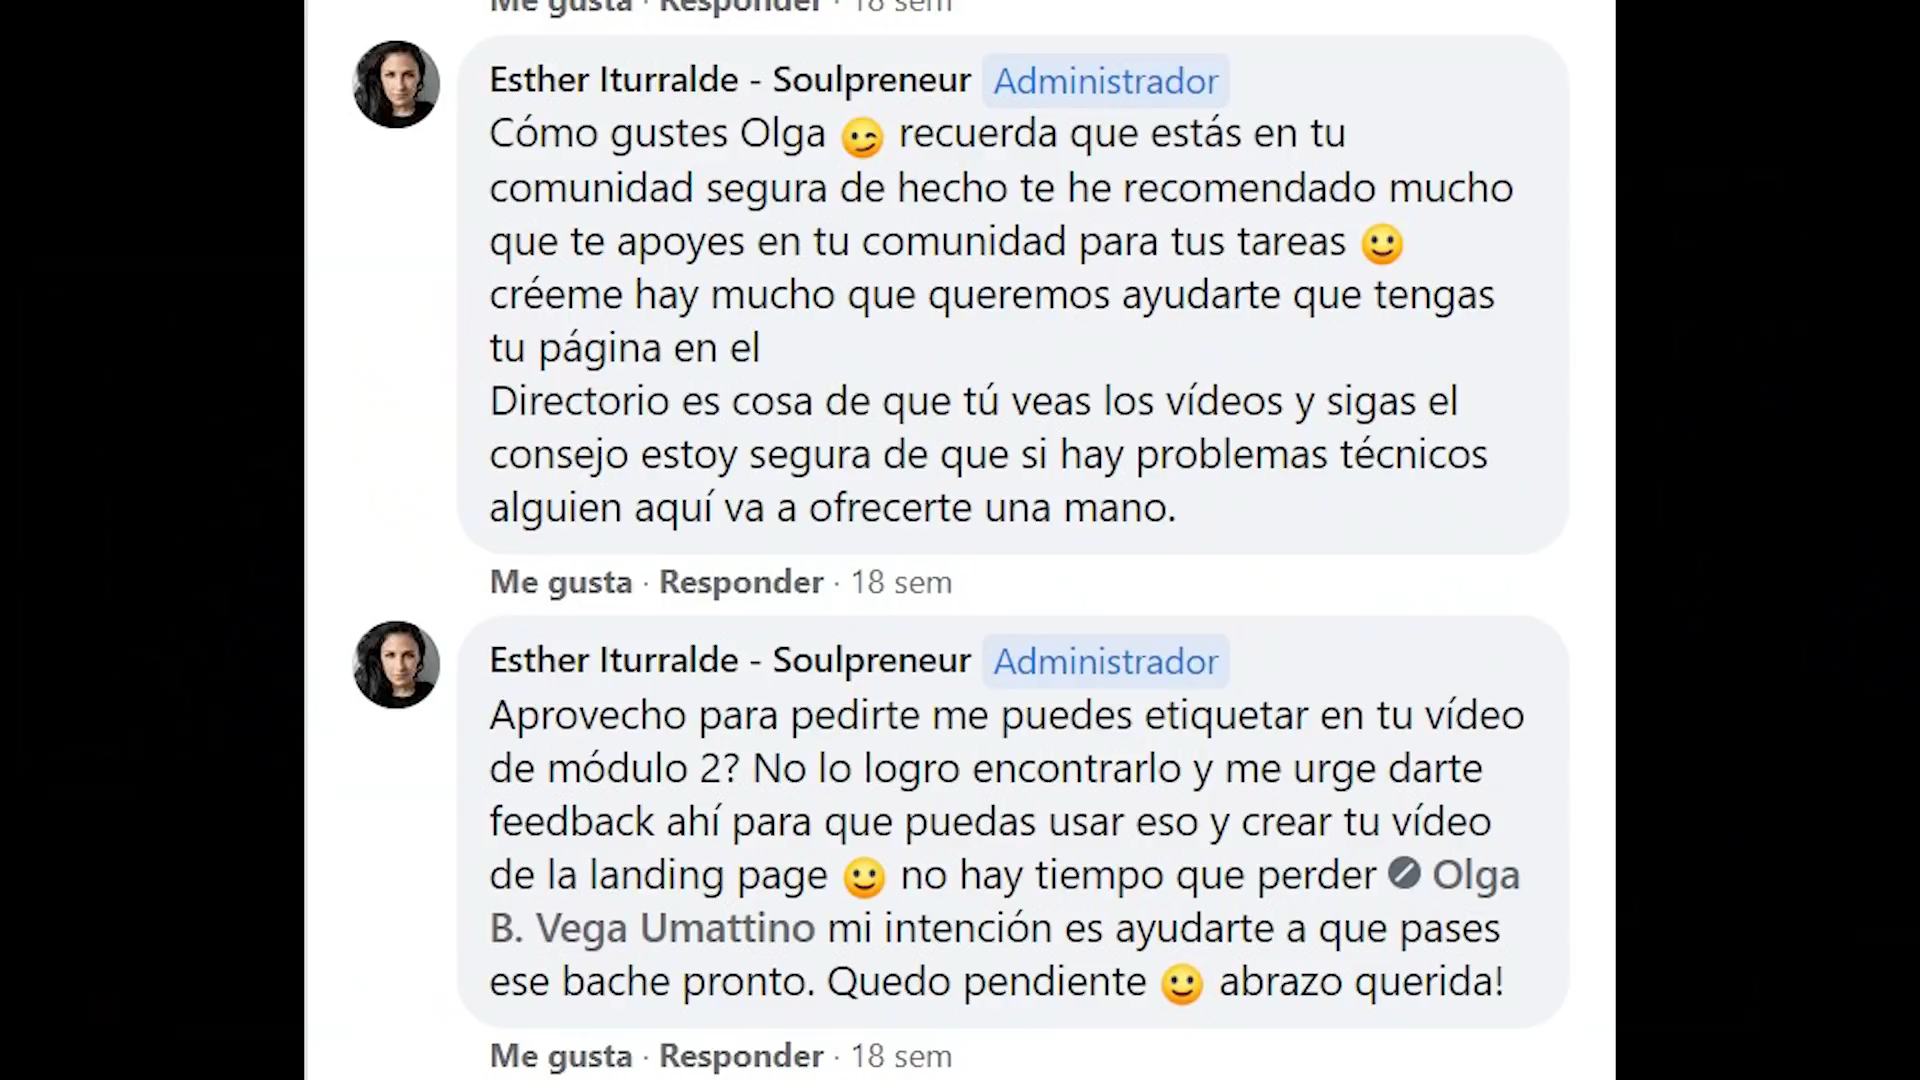 Me gusta · Responder · 18 sem
Esther Iturralde - Soulpreneur Administrador
Cómo gustes Olga 😉 recuerda que estás en tu
comunidad segura de hecho te he recomendado mucho
que te apoyes en tu comunidad para tus tareas 🙂
créeme hay mucho que queremos ayudarte que tengas
tu página en el
Directorio es cosa de que tú veas los vídeos y sigas el
consejo estoy segura de que si hay problemas técnicos
alguien aquí va a ofrecerte una mano.
Me gusta · Responder · 18 sem
Esther Iturralde - Soulpreneur Administrador
Aprovecho para pedirte me puedes etiquetar en tu vídeo
de módulo 2? No lo logro encontrarlo y me urge darte
feedback ahí para que puedas usar eso y crear tu vídeo
de la landing page 🙂 no hay tiempo que perder Olga
B. Vega Umattino mi intención es ayudarte a que pases
ese bache pronto. Quedo pendiente 🙂 abrazo querida!
Me gusta · Responder · 18 sem